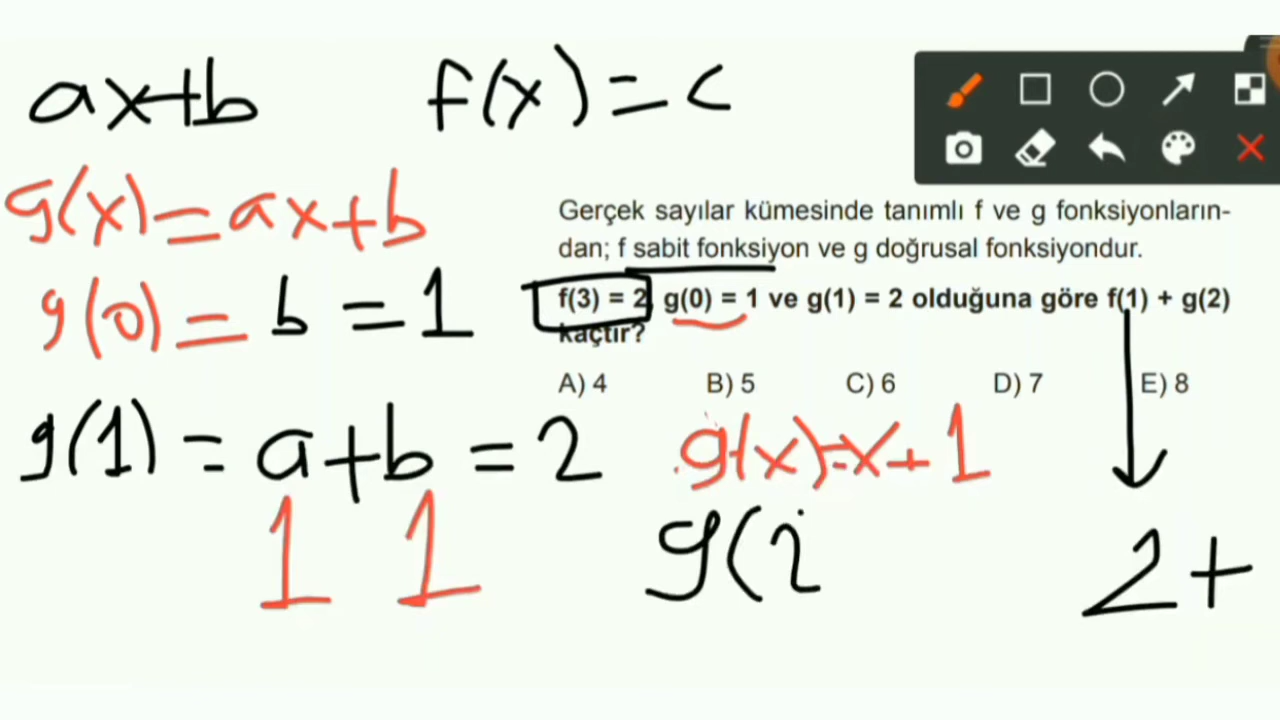 ax+b
f(x)=c
g(x)=ax+b
g(0)=b=1
g(1)=a+b=2
1 1
Gerçek sayılar kümesinde tanımlı f ve g fonksiyonların-
dan; f sabit fonksiyon ve g doğrusal fonksiyondur.
f(3) = 2, g(0) = 1 ve g(1) = 2 olduğuna göre f(1) + g(2)
kaçtır?
A) 4 B) 5 C) 6 D) 7 E) 8
g(x)=x+1
g(2
2+